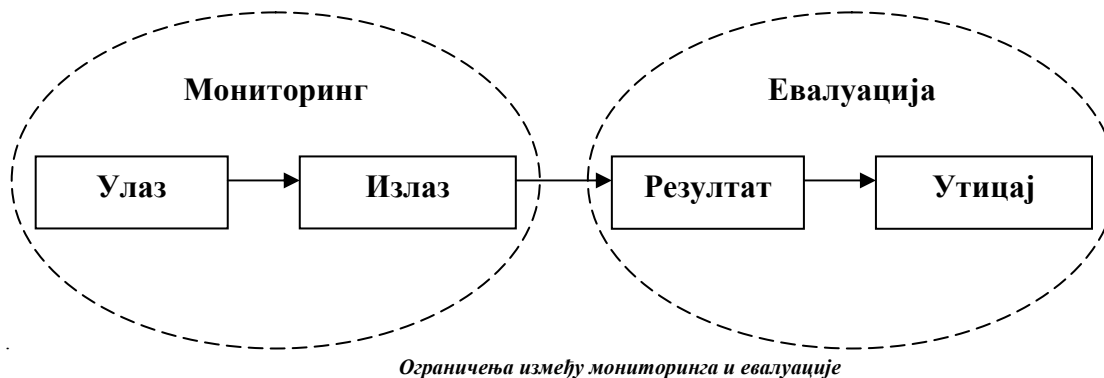 Мониторинг Евалуација
Улаз Излаз Резултат Утицај
Ограничења између мониторинга и евалуације